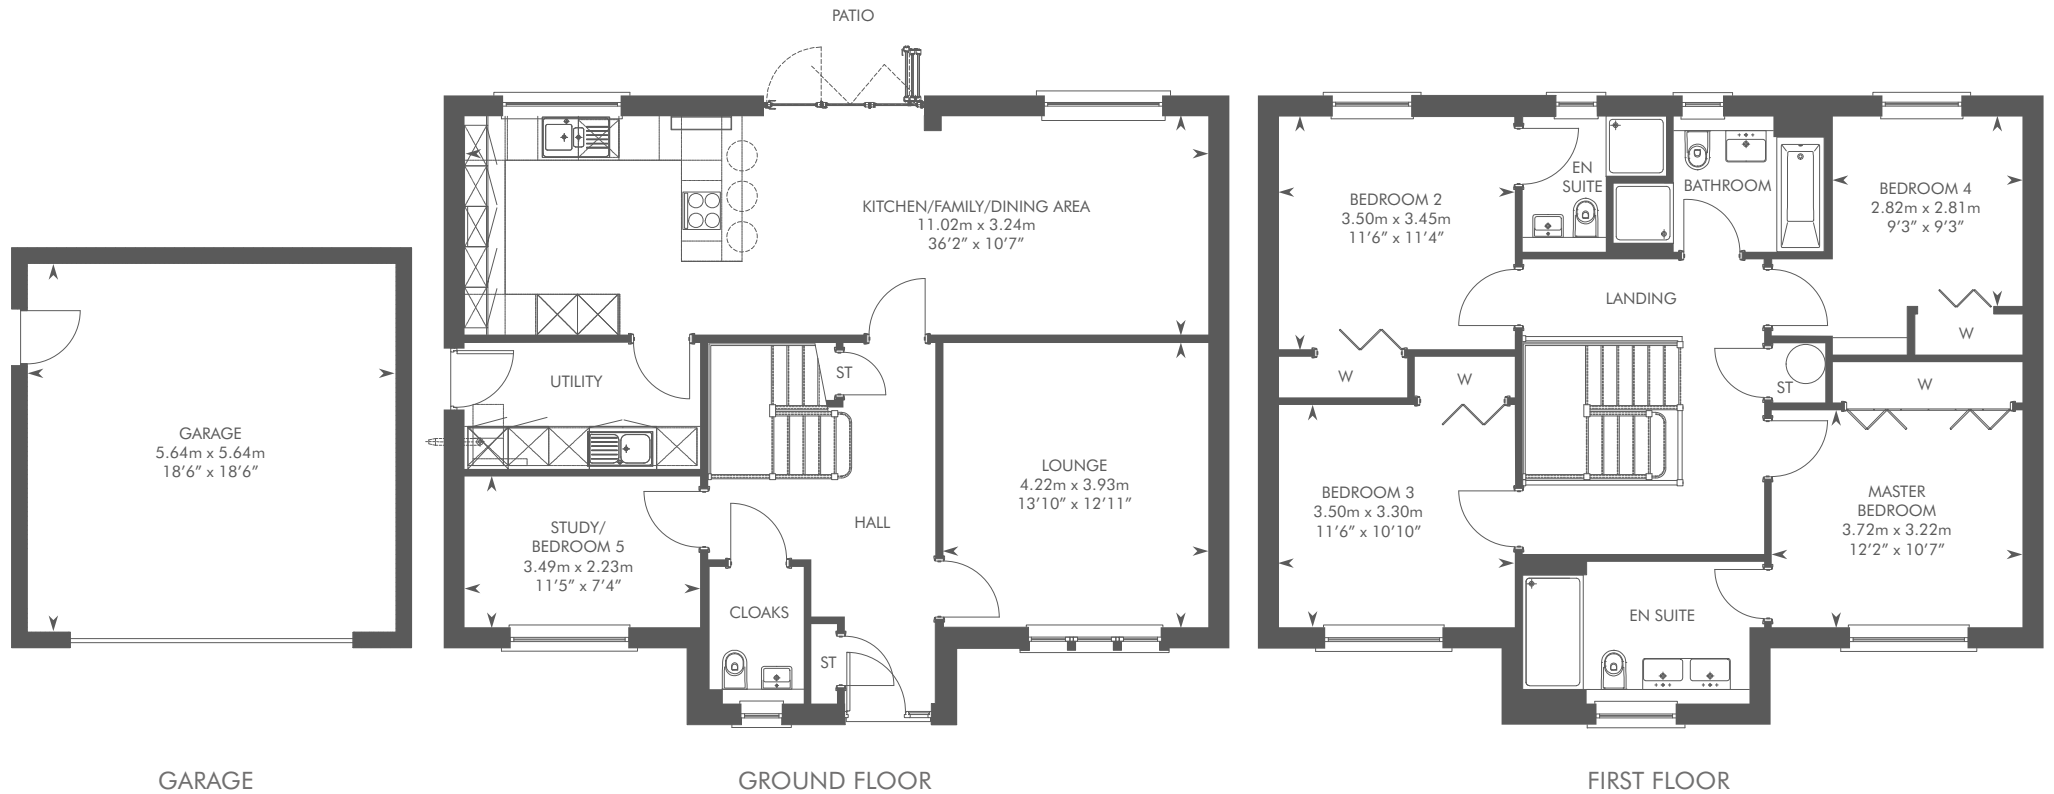 PATIO
KITCHEN/FAMILY/DINING AREA
11.02m x 3.24m
36’2” x 10’7”
UTILITY
ST
GARAGE
5.64m x 5.64m
18’6” x 18’6”
LOUNGE
4.22m x 3.93m
13’10” x 12’11”
HALL
STUDY/
BEDROOM 5
3.49m x 2.23m
11’5” x 7’4”
CLOAKS
ST
BEDROOM 2
3.50m x 3.45m
11’6” x 11’4”
EN
SUITE
BATHROOM
BEDROOM 4
2.82m x 2.81m
9’3” x 9’3”
LANDING
W
W
W
ST
W
BEDROOM 3
3.50m x 3.30m
11’6” x 10’10”
MASTER
BEDROOM
3.72m x 3.22m
12’2” x 10’7”
EN SUITE
GARAGE
GROUND FLOOR
FIRST FLOOR